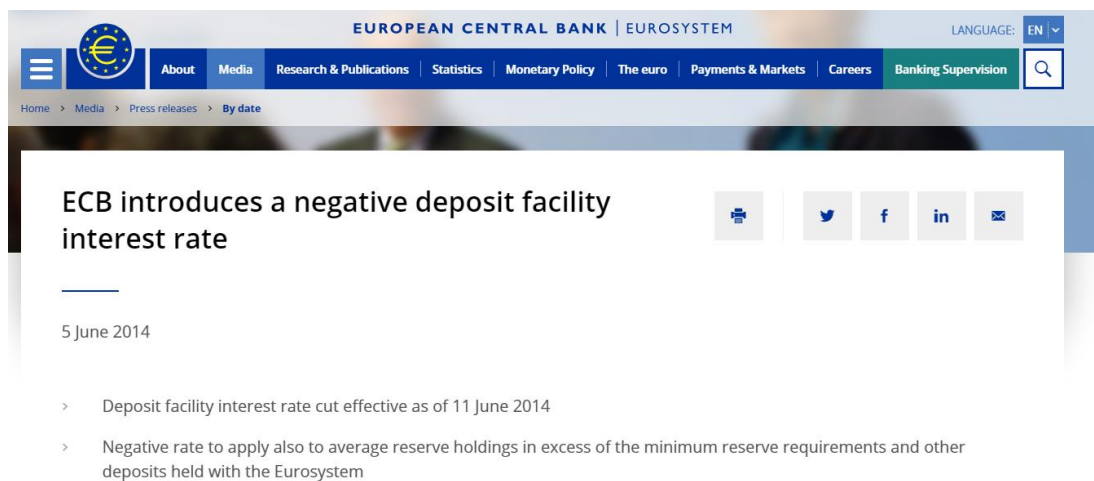 EUROPEAN CENTRAL BANK | EUROSYSTEM
LANGUAGE: EN
About Media Research & Publications Statistics Monetary Policy The euro Payments & Markets Careers Banking Supervision
Home > Media > Press releases > By date
ECB introduces a negative deposit facility
interest rate
5 June 2014
> Deposit facility interest rate cut effective as of 11 June 2014
> Negative rate to apply also to average reserve holdings in excess of the minimum reserve requirements and other
deposits held with the Eurosystem